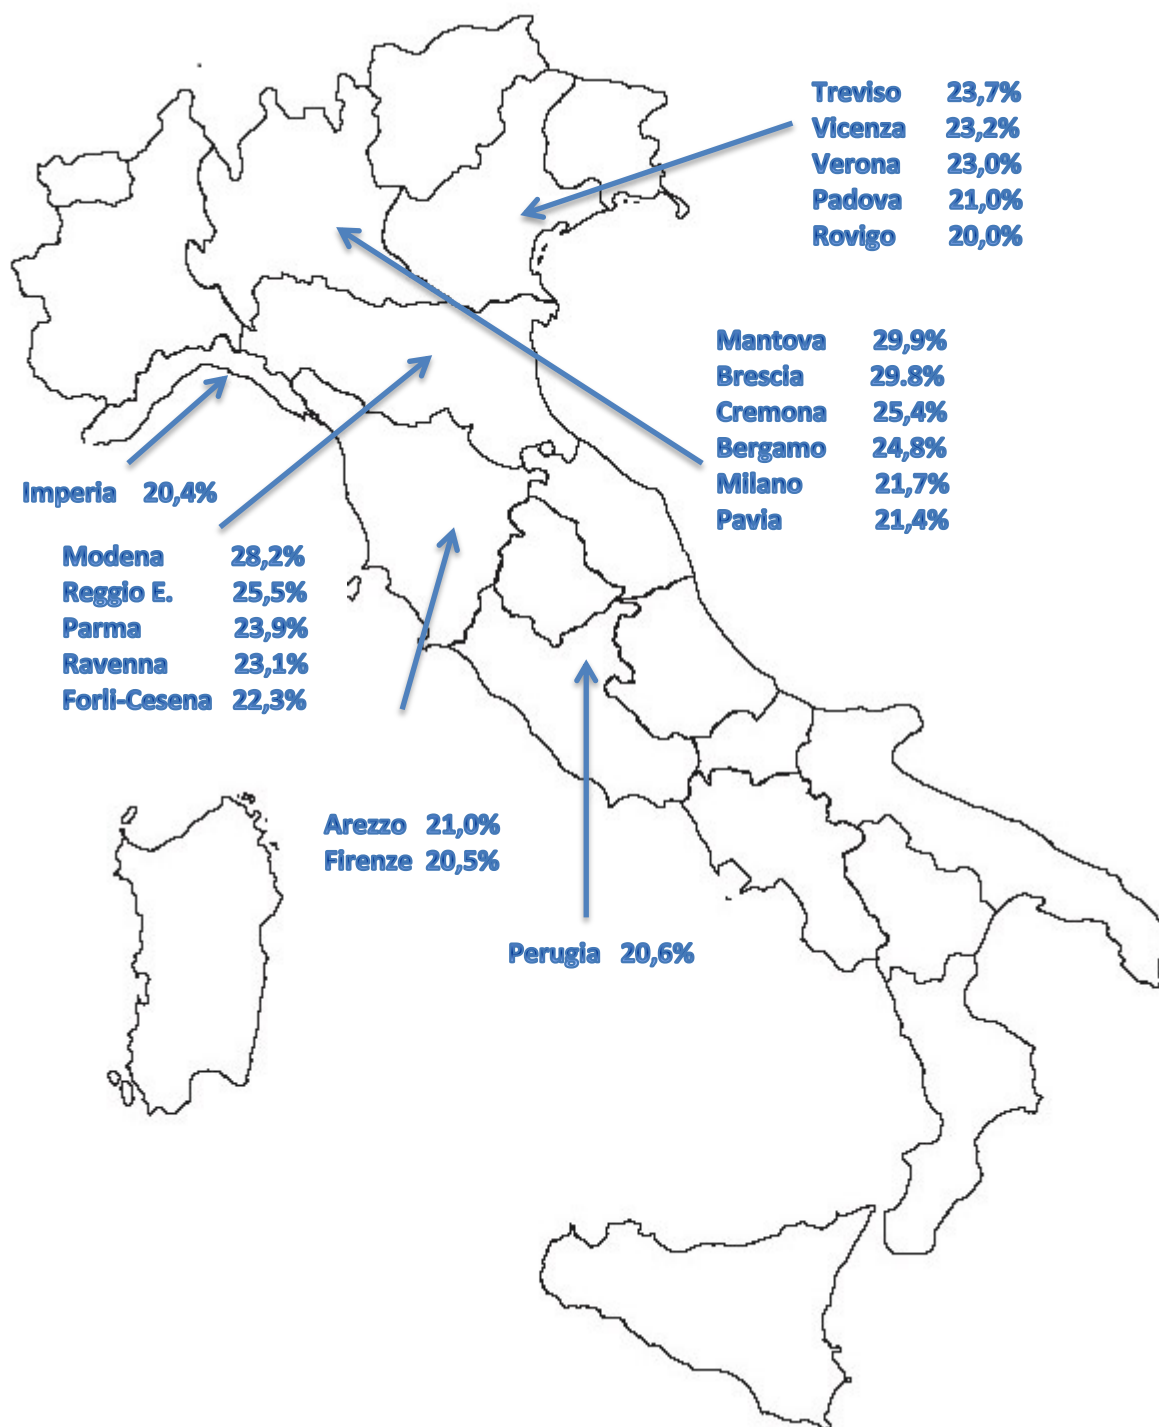 Treviso 23,7%
Vicenza 23,2%
Verona 23,0%
Padova 21,0%
Rovigo 20,0%
Mantova 29,9%
Brescia 29.8%
Cremona 25,4%
Bergamo 24,8%
Milano 21,7%
Pavia 21,4%
Imperia 20,4%
Modena 28,2%
Reggio E. 25,5%
Parma 23,9%
Ravenna 23,1%
Forli-Cesena 22,3%
Arezzo 21,0%
Firenze 20,5%
Perugia 20,6%